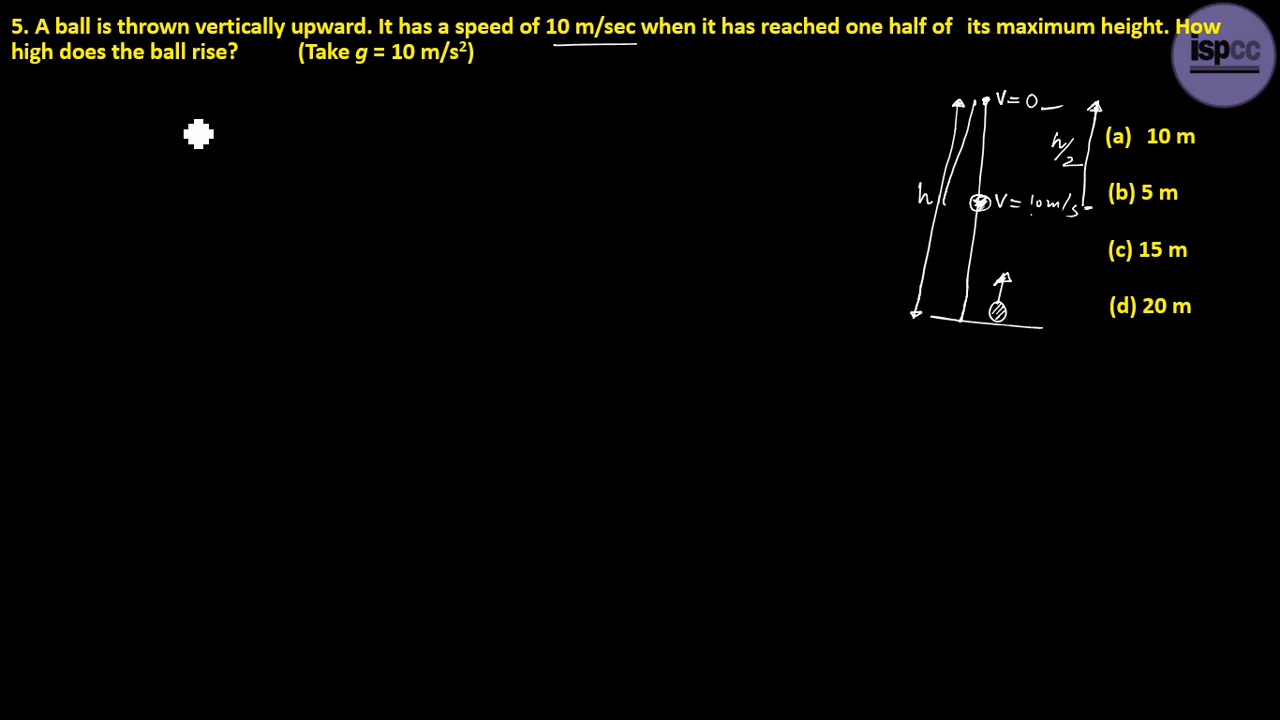 5. A ball is thrown vertically upward. It has a speed of 10 m/sec when it has reached one half of its maximum height. How
high does the ball rise? (Take g = 10 m/s²)
ispcc
V = 0
(a) 10 m
h/2
h
V = 10 m/s
(b) 5 m
(c) 15 m
(d) 20 m